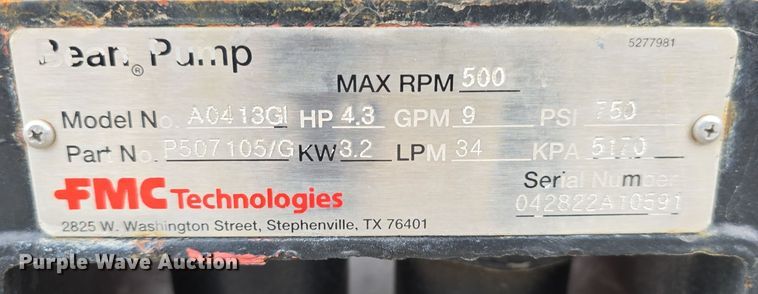 Bean® Pump
5277981
MAX RPM 500
Model No. A0413GI HP 4.3 GPM 9 PSI 750
Part No. P507105/G KW 3.2 LPM 34 KPA 5170
FMC Technologies
Serial Number
042822A10591
2825 W. Washington Street, Stephenville, TX 76401
Purple Wave Auction